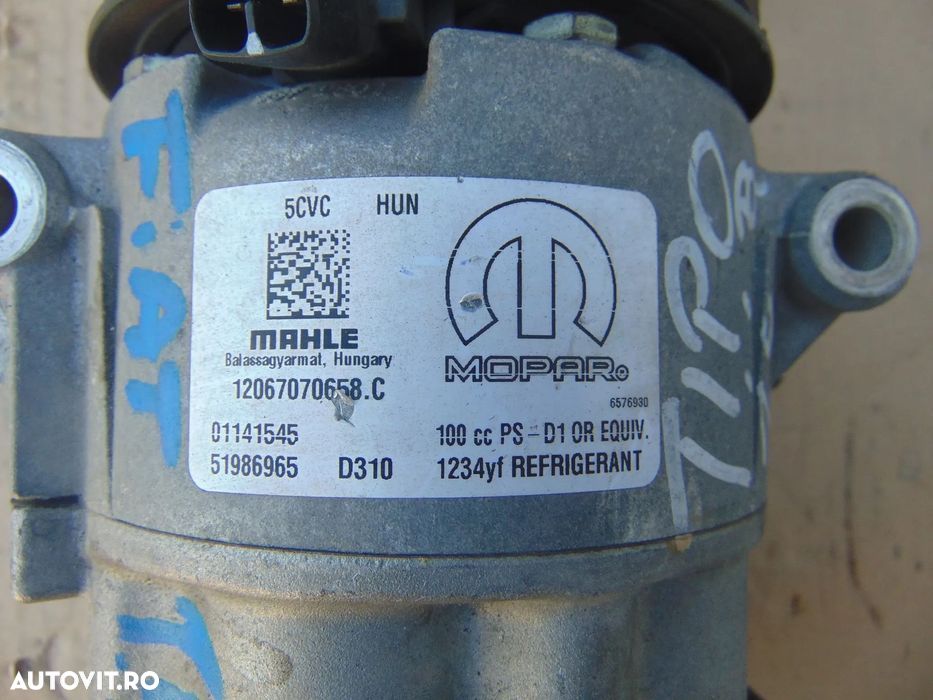 5CVC HUN
MAHLE
Balassagyarmat, Hungary
12067070658.C
MOPAR
6576930
01141545 100 cc PS-D1 OR EQUIV.
51986965 D310 1234yf REFRIGERANT
FIAT
TIPO
AUTOVIT.RO